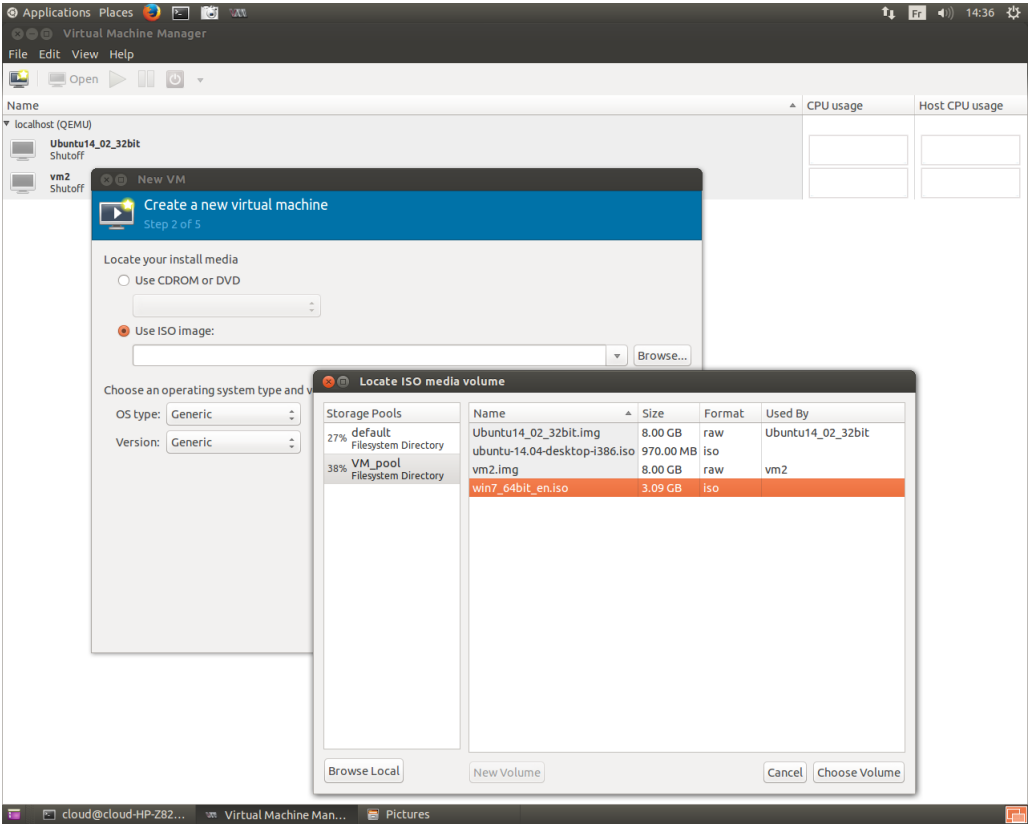 Applications Places Fr 14:36
Virtual Machine Manager
File Edit View Help
Open
Name CPU usage Host CPU usage
localhost (QEMU)
Ubuntu14_02_32bit
Shutoff
vm2
Shutoff
New VM
Create a new virtual machine
Step 2 of 5
Locate your install media
Use CDROM or DVD
Use ISO image:
Browse...
Choose an operating system type and v
OS type: Generic
Version: Generic
Locate ISO media volume
Storage Pools
27% default
Filesystem Directory
38% VM_pool
Filesystem Directory
Name Size Format Used By
Ubuntu14_02_32bit.img 8.00 GB raw Ubuntu14_02_32bit
ubuntu-14.04-desktop-i386.iso 970.00 MB iso
vm2.img 8.00 GB raw vm2
win7_64bit_en.iso 3.09 GB iso
Browse Local New Volume Cancel Choose Volume
cloud@cloud-HP-Z82... Virtual Machine Man... Pictures